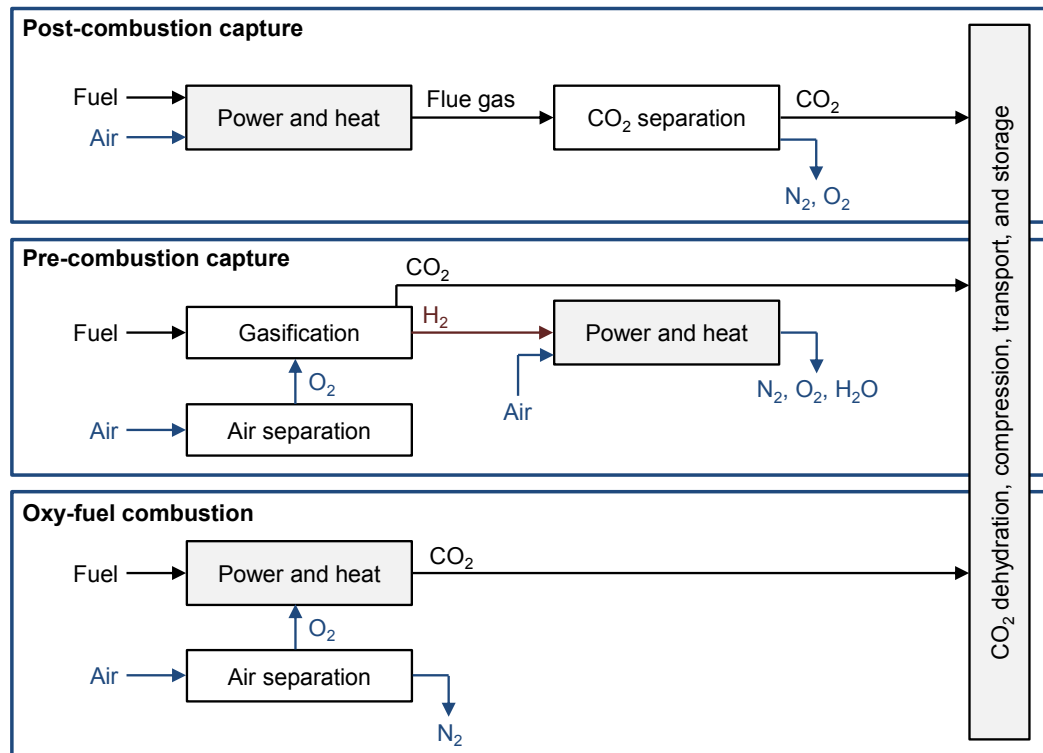 Post-combustion capture
Fuel
Air
Power and heat
Flue gas
CO₂ separation
CO₂
N₂, O₂
Pre-combustion capture
CO₂
Fuel
Gasification
H₂
Power and heat
O₂
Air
N₂, O₂, H₂O
Air
Air separation
Oxy-fuel combustion
Fuel
Power and heat
CO₂
O₂
Air
Air separation
N₂
CO₂ dehydration, compression, transport, and storage